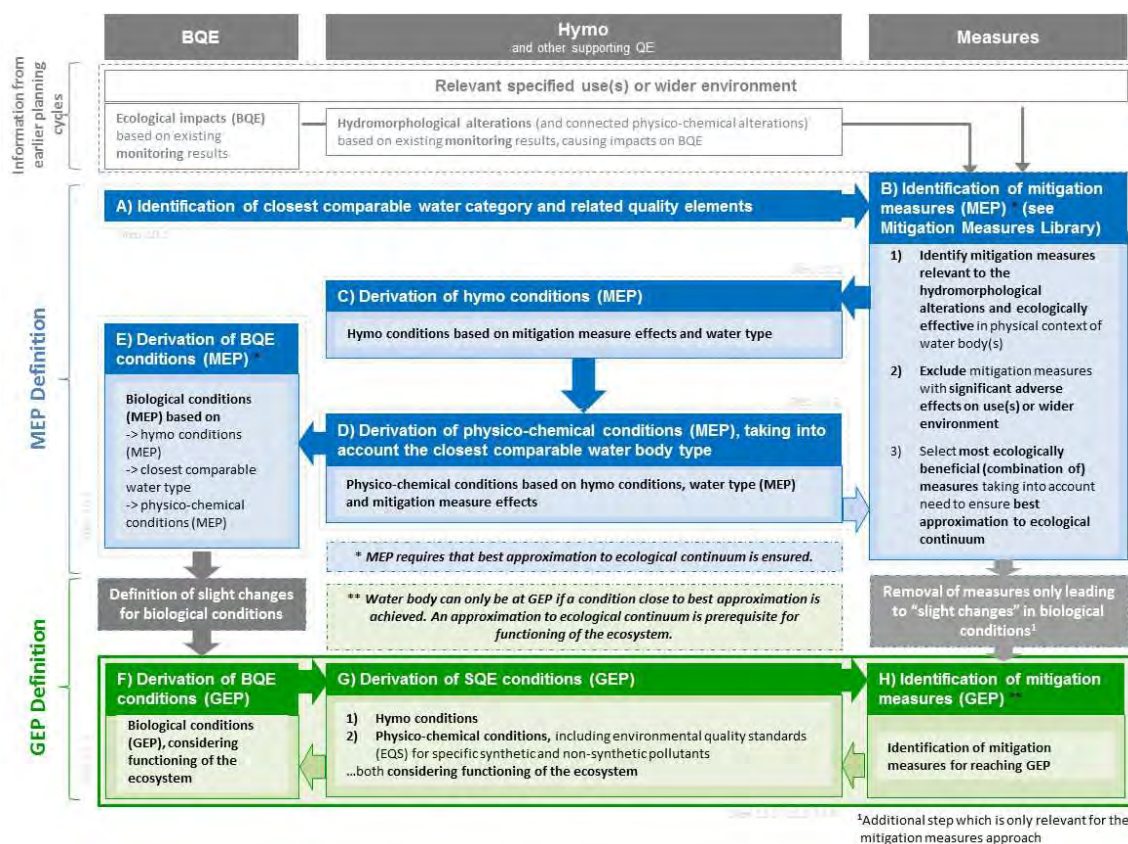 BQE
Hymo
and other supporting QE
Measures
Information from
earlier planning
cycles
Relevant specified use(s) or wider environment
Ecological impacts (BQE)
based on existing
monitoring results
Hydromorphological alterations (and connected physico-chemical alterations)
based on existing monitoring results, causing impacts on BQE
MEP Definition
A) Identification of closest comparable water category and related quality elements
B) Identification of mitigation
measures (MEP) * (see
Mitigation Measures Library)
1) Identify mitigation measures
relevant to the
hydromorphological
alterations and ecologically
effective in physical context of
water body(s)
2) Exclude mitigation measures
with significant adverse
effects on use(s) or wider
environment
3) Select most ecologically
beneficial (combination of)
measures taking into account
need to ensure best
approximation to ecological
continuum
C) Derivation of hymo conditions (MEP)
Hymo conditions based on mitigation measure effects and water type
D) Derivation of physico-chemical conditions (MEP), taking into
account the closest comparable water body type
Physico-chemical conditions based on hymo conditions, water type (MEP)
and mitigation measure effects
E) Derivation of BQE
conditions (MEP) *
Biological conditions
(MEP) based on
-> hymo conditions
(MEP)
-> closest comparable
water type
-> physico-chemical
conditions (MEP)
* MEP requires that best approximation to ecological continuum is ensured.
Definition of slight changes
for biological conditions
** Water body can only be at GEP if a condition close to best approximation is
achieved. An approximation to ecological continuum is prerequisite for
functioning of the ecosystem.
Removal of measures only leading
to “slight changes” in biological
conditions¹
GEP Definition
F) Derivation of BQE
conditions (GEP)
Biological conditions
(GEP), considering
functioning of the
ecosystem
G) Derivation of SQE conditions (GEP)
1) Hymo conditions
2) Physico-chemical conditions, including environmental quality standards
(EQS) for specific synthetic and non-synthetic pollutants
...both considering functioning of the ecosystem
H) Identification of mitigation
measures (GEP) **
Identification of mitigation
measures for reaching GEP
¹Additional step which is only relevant for the
mitigation measures approach